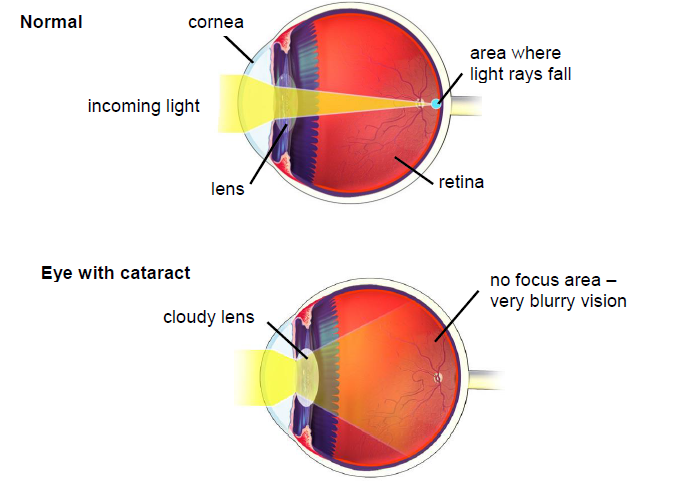 Normal
cornea
area where
light rays fall
incoming light
lens
retina
Eye with cataract
no focus area –
very blurry vision
cloudy lens